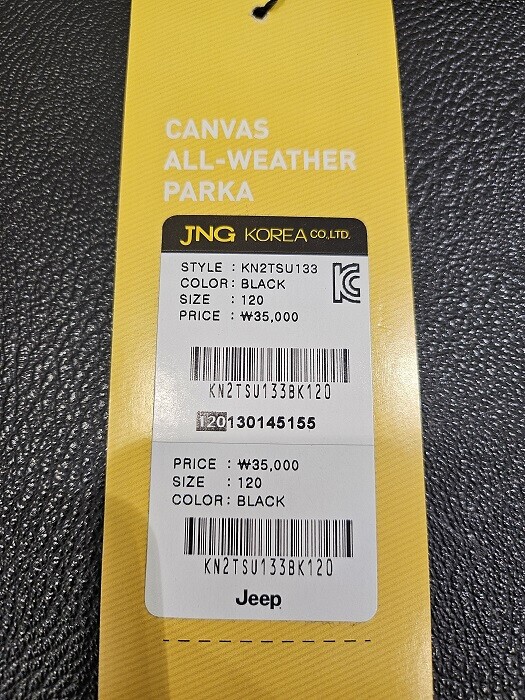 CANVAS
ALL-WEATHER
PARKA
JNG KOREA CO.,LTD.
STYLE : KN2TSU133
COLOR : BLACK
SIZE : 120
PRICE : ₩35,000
KN2TSU133BK120
120130145155
PRICE : ₩35,000
SIZE : 120
COLOR : BLACK
KN2TSU133BK120
Jeep